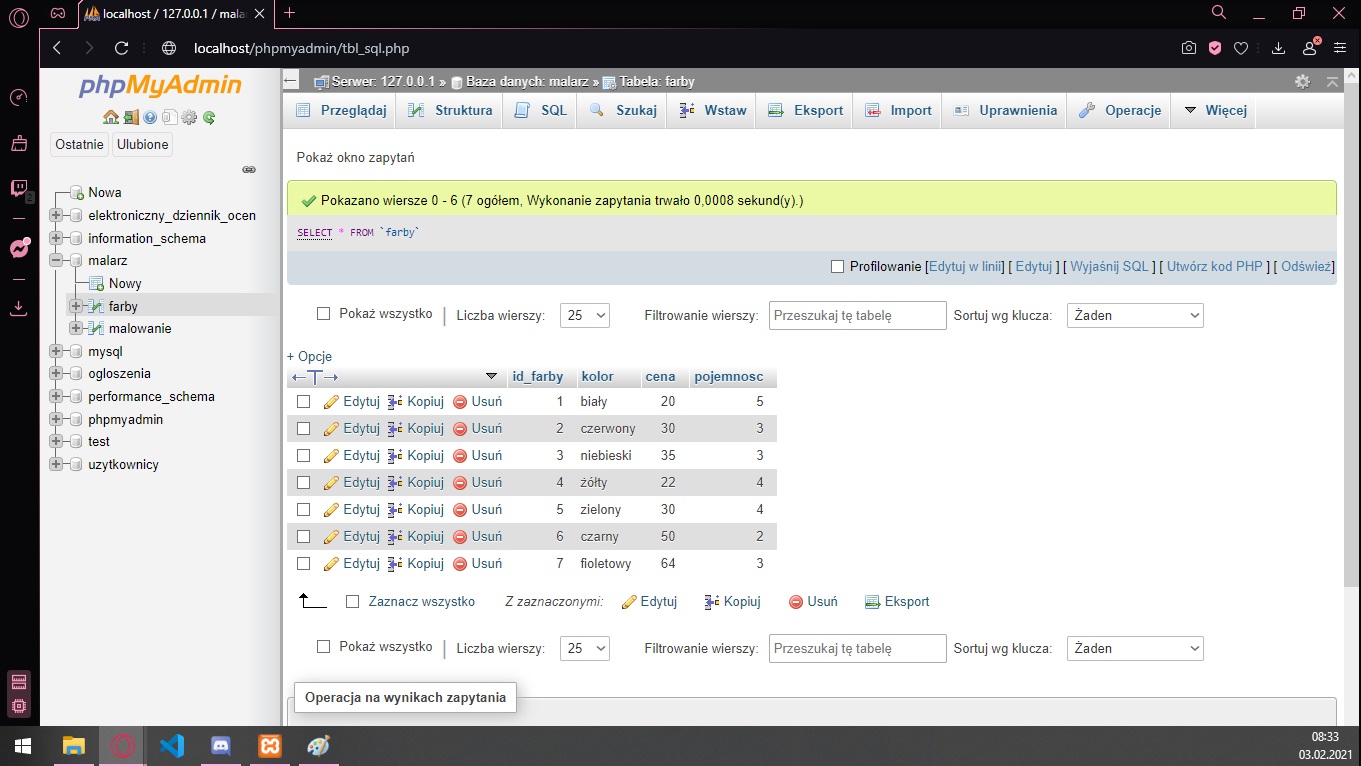 localhost / 127.0.0.1 / mala
localhost/phpmyadmin/tbl_sql.php
2
phpMyAdmin
Ostatnie Ulubione
Nowa
elektroniczny_dziennik_ocen
information_schema
malarz
Nowy
farby
malowanie
mysql
ogloszenia
performance_schema
phpmyadmin
test
uzytkownicy
Serwer: 127.0.0.1 » Baza danych: malarz » Tabela: farby
Przeglądaj Struktura SQL Szukaj Wstaw Eksport Import Uprawnienia Operacje Więcej
Pokaż okno zapytań
Pokazano wiersze 0 - 6 (7 ogółem, Wykonanie zapytania trwało 0,0008 sekund(y).)
SELECT * FROM `farby`
Profilowanie [Edytuj w linii] [ Edytuj ] [ Wyjaśnij SQL ] [ Utwórz kod PHP ] [ Odśwież]
Pokaż wszystko | Liczba wierszy: 25 Filtrowanie wierszy: Przeszukaj tę tabelę Sortuj wg klucza: Żaden
+ Opcje
←T→ id_farby kolor cena pojemnosc
Edytuj Kopiuj Usuń 1 biały 20 5
Edytuj Kopiuj Usuń 2 czerwony 30 3
Edytuj Kopiuj Usuń 3 niebieski 35 3
Edytuj Kopiuj Usuń 4 żółty 22 4
Edytuj Kopiuj Usuń 5 zielony 30 4
Edytuj Kopiuj Usuń 6 czarny 50 2
Edytuj Kopiuj Usuń 7 fioletowy 64 3
Zaznacz wszystko Z zaznaczonymi: Edytuj Kopiuj Usuń Eksport
Pokaż wszystko | Liczba wierszy: 25 Filtrowanie wierszy: Przeszukaj tę tabelę Sortuj wg klucza: Żaden
Operacja na wynikach zapytania
08:33
03.02.2021